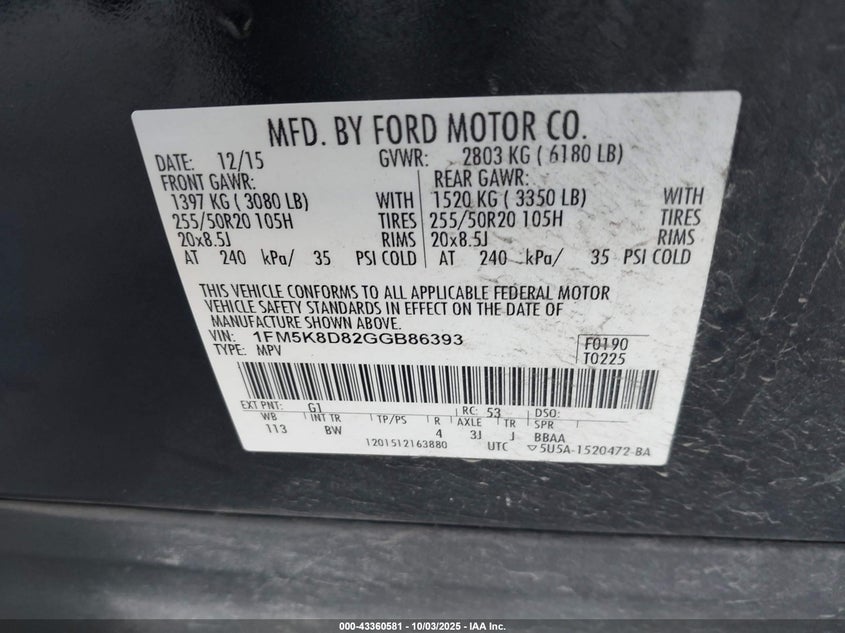 MFD. BY FORD MOTOR CO.
DATE: 12/15 GVWR: 2803 KG ( 6180 LB)
FRONT GAWR: REAR GAWR:
1397 KG ( 3080 LB) WITH 1520 KG ( 3350 LB) WITH
255/50R20 105H TIRES 255/50R20 105H TIRES
20x8.5J RIMS 20x8.5J RIMS
AT 240 kPa/ 35 PSI COLD AT 240 kPa/ 35 PSI COLD
THIS VEHICLE CONFORMS TO ALL APPLICABLE FEDERAL MOTOR
VEHICLE SAFETY STANDARDS IN EFFECT ON THE DATE OF
MANUFACTURE SHOWN ABOVE.
VIN: 1FM5K8D82GGB86393 F0190
TYPE: MPV T0225
EXT PNT: G1 RC: 53 DSO:
WB INT TR TP/PS R AXLE TR SPR
113 BW 4 3J J BBAA
1201512163880 UTC ▽5U5A-1520472-BA
000-43360581 - 10/03/2025 - IAA Inc.